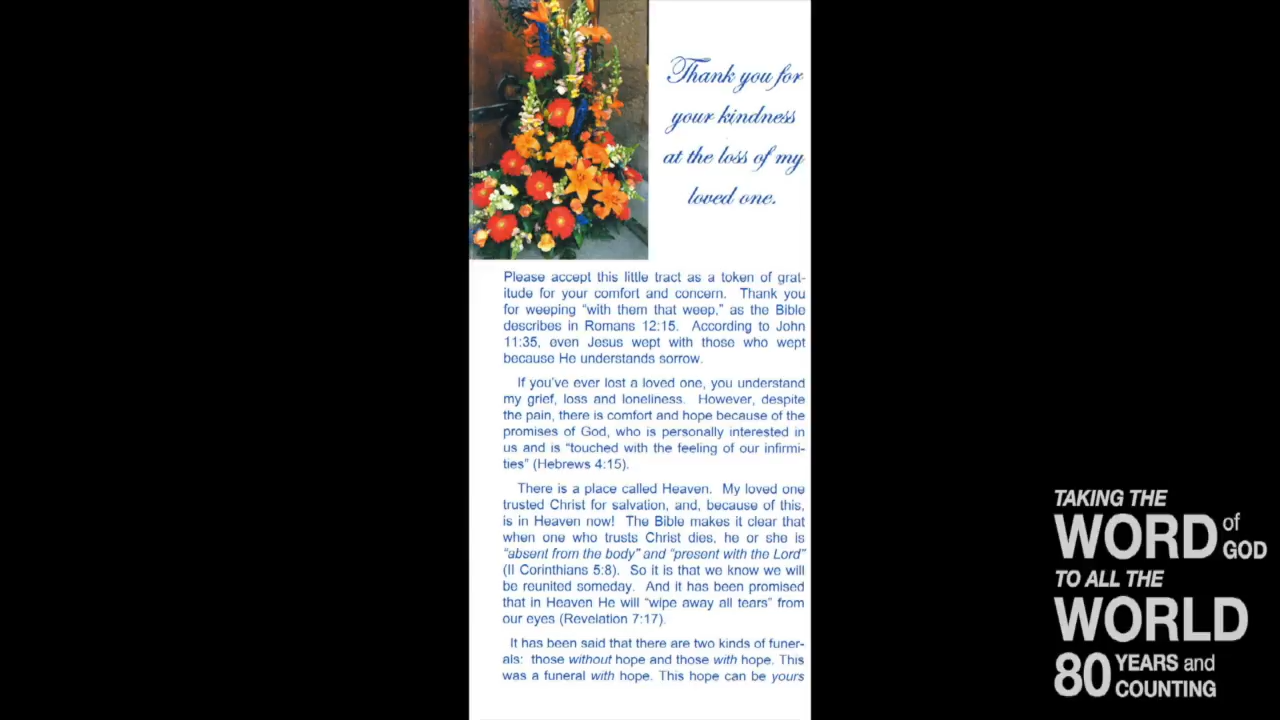 Thank you for
your kindness
at the loss of my
loved one.
Please accept this little tract as a token of grat-
itude for your comfort and concern. Thank you
for weeping “with them that weep,” as the Bible
describes in Romans 12:15. According to John
11:35, even Jesus wept with those who wept
because He understands sorrow.
If you’ve ever lost a loved one, you understand
my grief, loss and loneliness. However, despite
the pain, there is comfort and hope because of the
promises of God, who is personally interested in
us and is “touched with the feeling of our infirmi-
ties” (Hebrews 4:15).
There is a place called Heaven. My loved one
trusted Christ for salvation, and, because of this,
is in Heaven now! The Bible makes it clear that
when one who trusts Christ dies, he or she is
“absent from the body” and “present with the Lord”
(II Corinthians 5:8). So it is that we know we will
be reunited someday. And it has been promised
that in Heaven He will “wipe away all tears” from
our eyes (Revelation 7:17).
It has been said that there are two kinds of funer-
als: those without hope and those with hope. This
was a funeral with hope. This hope can be yours
TAKING THE
WORD of GOD
TO ALL THE
WORLD
80 YEARS and
COUNTING